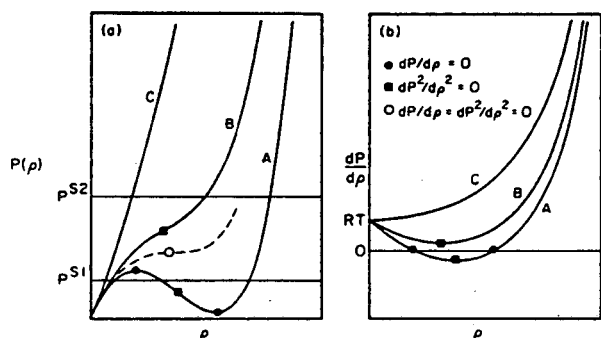 (a)
C
B
A
P(ρ)
P^S2
P^S1
ρ
(b)
● dP/dρ = 0
■ dP²/dρ² = 0
○ dP/dρ = dP²/dρ² = 0
C
B
A
dP
dρ
RT
0
ρ